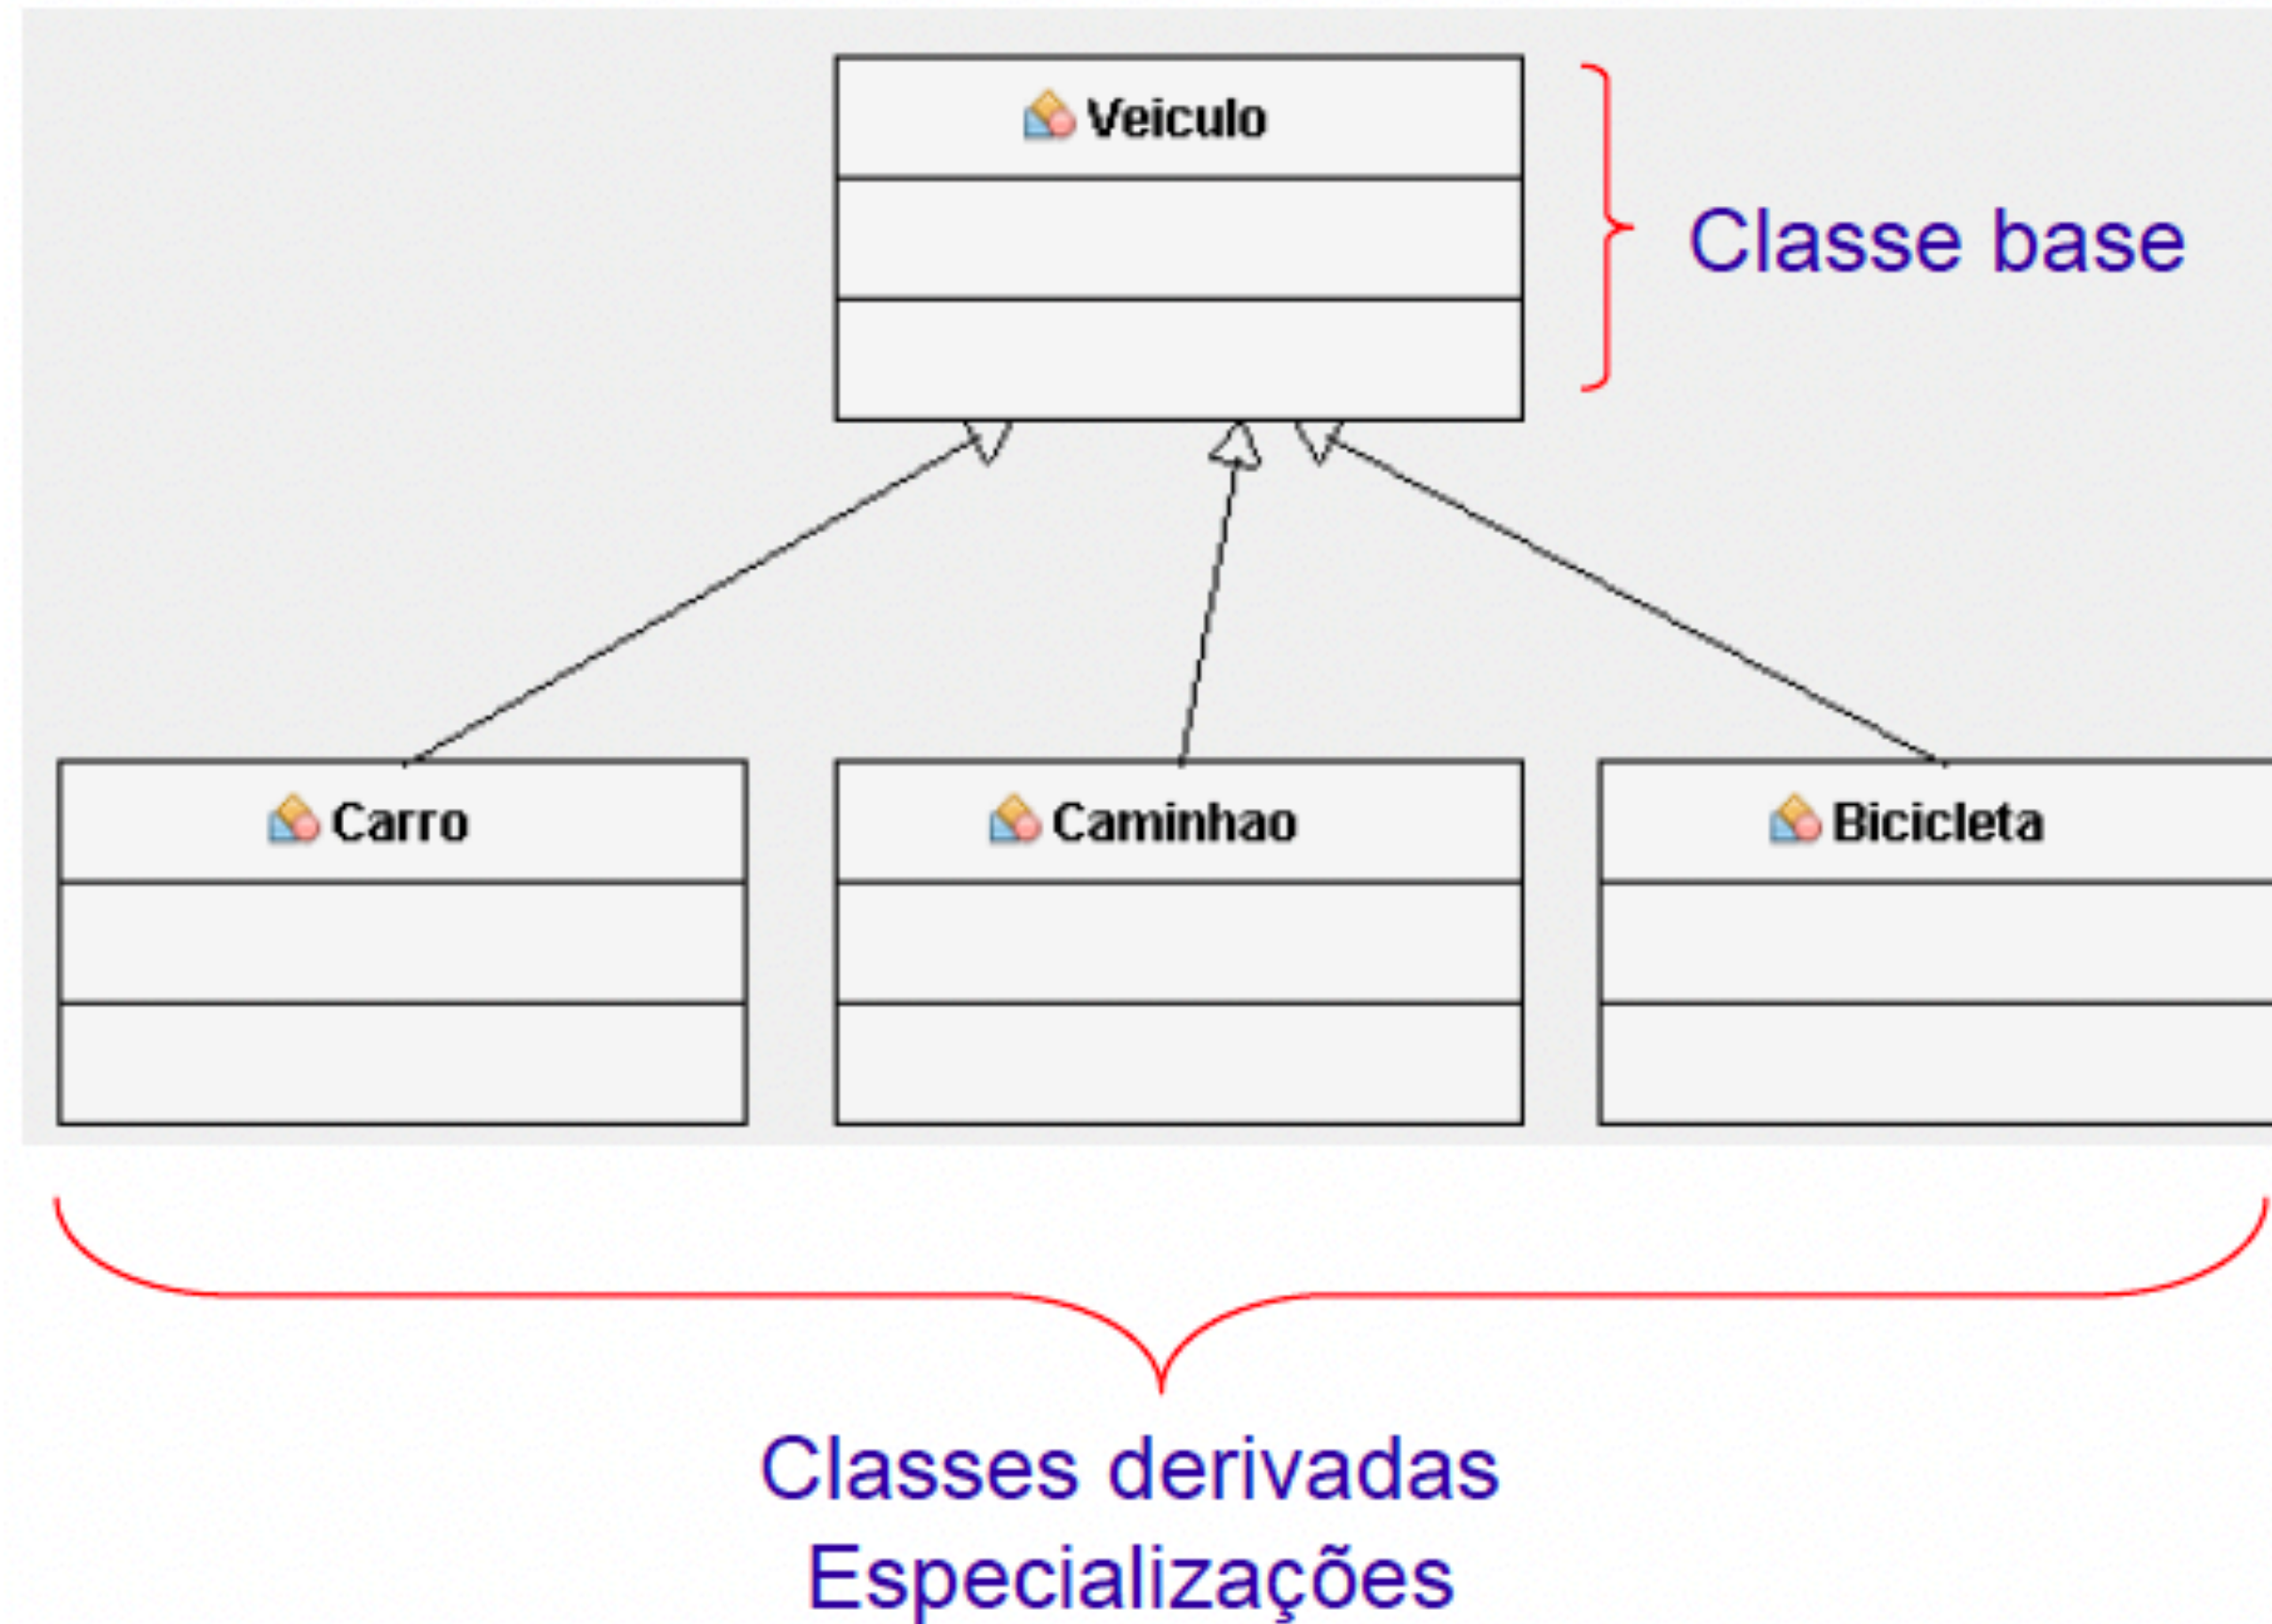 Veiculo
Classe base
Carro
Caminhao
Bicicleta
Classes derivadas
Especializações